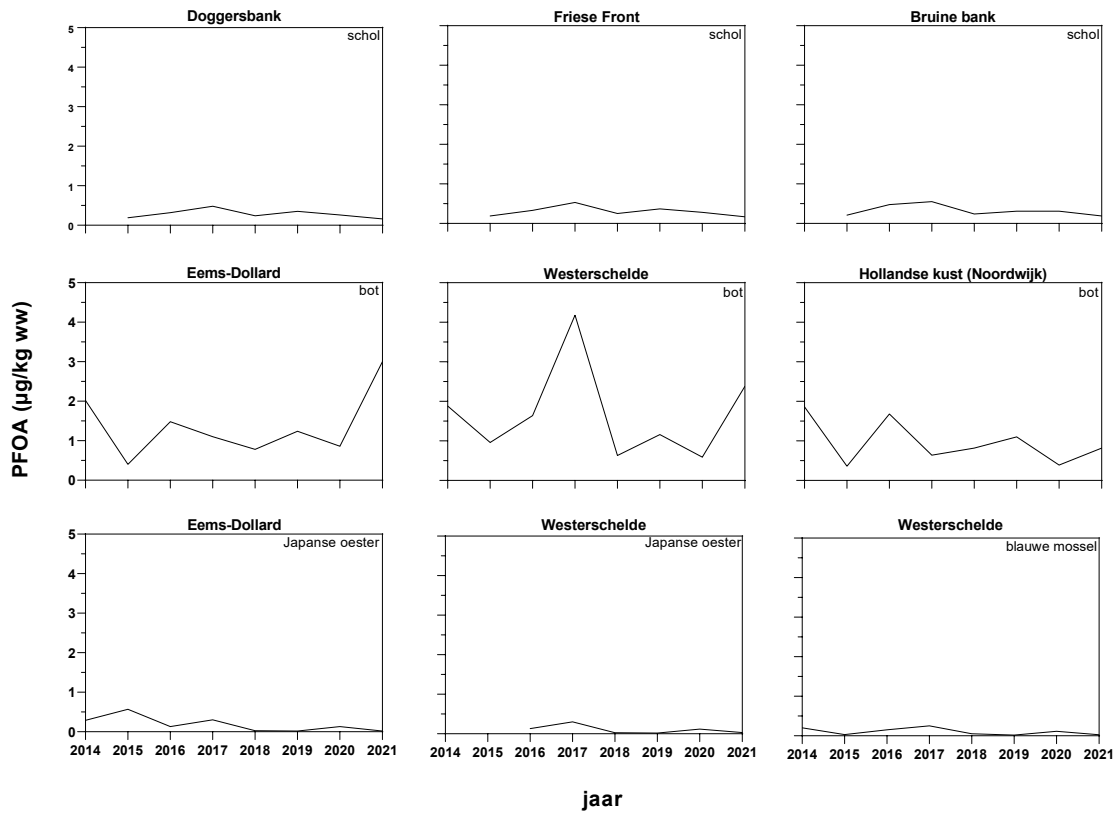 Doggersbank
Friese Front
Bruine bank
schol
schol
schol
5
4
3
2
1
0
Eems-Dollard
Westerschelde
Hollandse kust (Noordwijk)
bot
bot
bot
5
4
3
2
1
0
PFOA (µg/kg ww)
Eems-Dollard
Westerschelde
Westerschelde
Japanse oester
Japanse oester
blauwe mossel
5
4
3
2
1
0
2014 2015 2016 2017 2018 2019 2020 2021
2014 2015 2016 2017 2018 2019 2020 2021
2014 2015 2016 2017 2018 2019 2020 2021
jaar